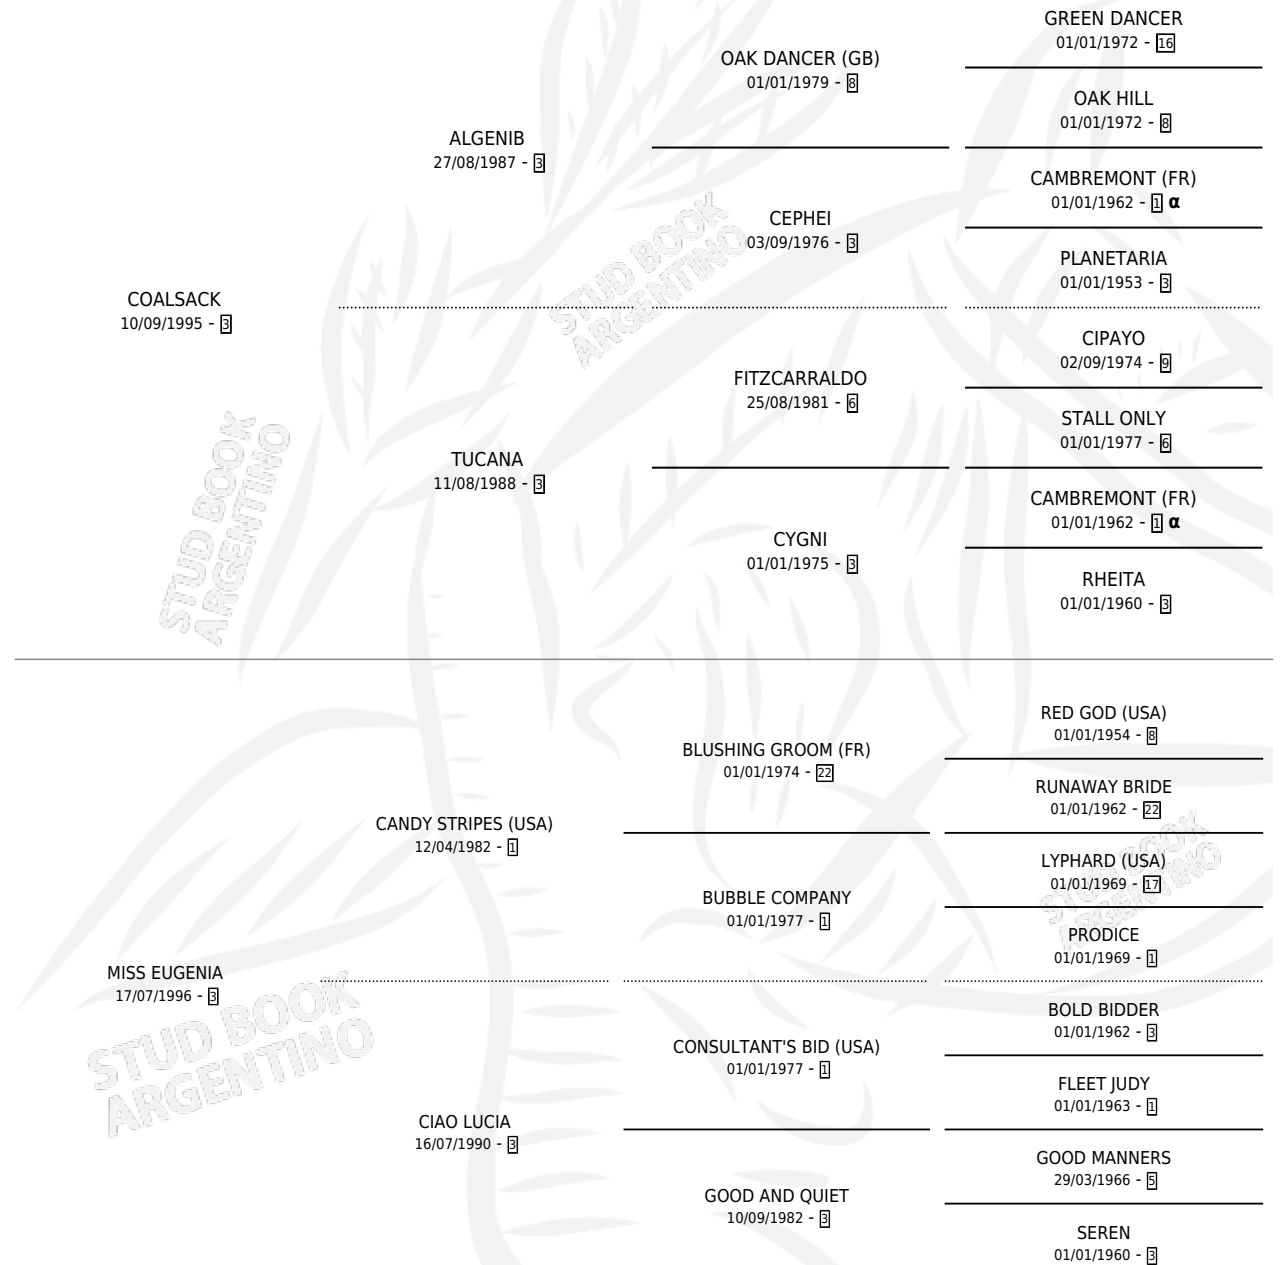 GREEN DANCER
01/01/1972 - 16
OAK DANCER (GB)
01/01/1979 - 8
OAK HILL
01/01/1972 - 8
ALGENIB
27/08/1987 - 3
CAMBREMONT (FR)
01/01/1962 - 1 α
CEPHEI
03/09/1976 - 3
PLANETARIA
01/01/1953 - 3
COALSACK
10/09/1995 - 3
CIPAYO
02/09/1974 - 9
FITZCARRALDO
25/08/1981 - 6
STALL ONLY
01/01/1977 - 6
TUCANA
11/08/1988 - 3
CAMBREMONT (FR)
01/01/1962 - 1 α
CYGNI
01/01/1975 - 3
RHEITA
01/01/1960 - 3
RED GOD (USA)
01/01/1954 - 8
BLUSHING GROOM (FR)
01/01/1974 - 22
RUNAWAY BRIDE
01/01/1962 - 22
CANDY STRIPES (USA)
12/04/1982 - 1
LYPHARD (USA)
01/01/1969 - 17
BUBBLE COMPANY
01/01/1977 - 1
PRODICE
01/01/1969 - 1
MISS EUGENIA
17/07/1996 - 3
BOLD BIDDER
01/01/1962 - 3
CONSULTANT'S BID (USA)
01/01/1977 - 1
FLEET JUDY
01/01/1963 - 1
CIAO LUCIA
16/07/1990 - 3
GOOD MANNERS
29/03/1966 - 5
GOOD AND QUIET
10/09/1982 - 3
SEREN
01/01/1960 - 3
STUD BOOK
ARGENTINO
STUD BOOK
ARGENTINO
STUD BOOK
ARGENTINO
STUD BOOK
ARGENTINO